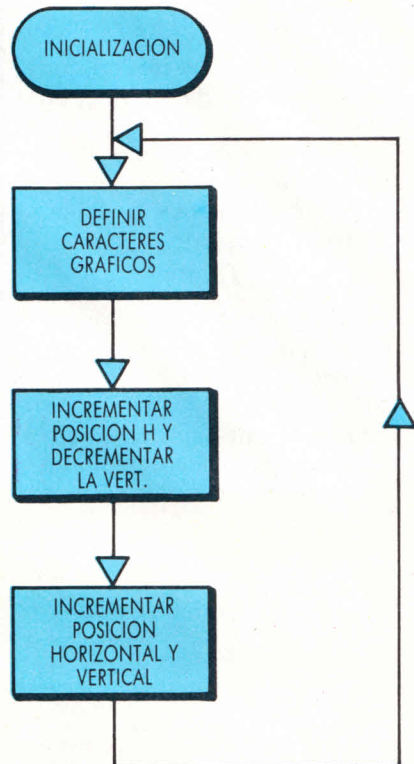 INICIALIZACION
DEFINIR
CARACTERES
GRAFICOS
INCREMENTAR
POSICION H Y
DECREMENTAR
LA VERT.
INCREMENTAR
POSICION
HORIZONTAL Y
VERTICAL